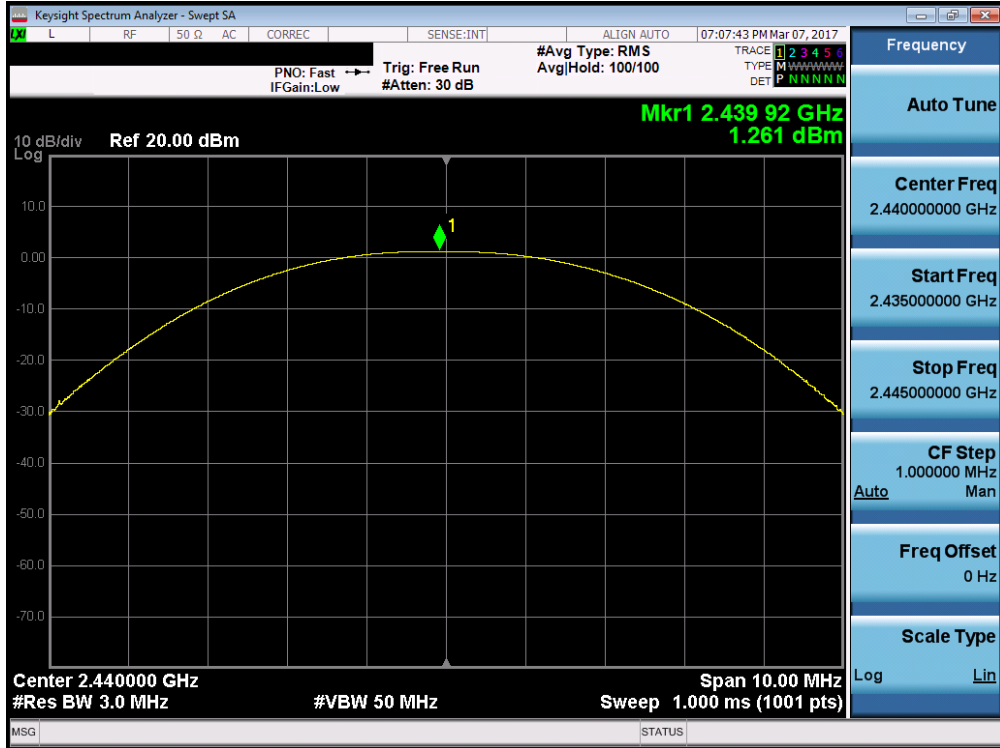 Keysight Spectrum Analyzer - Swept SA
LXI L RF 50 Ω AC CORREC SENSE:INT ALIGN AUTO 07:07:43 PM Mar 07, 2017
PNO: Fast
IFGain:Low
Trig: Free Run
#Atten: 30 dB
#Avg Type: RMS
Avg|Hold: 100/100
TRACE 1 2 3 4 5 6
TYPE M WWWWW
DET P N N N N N
Mkr1 2.439 92 GHz
1.261 dBm
10 dB/div
Log
Ref 20.00 dBm
1
10.0
0.00
-10.0
-20.0
-30.0
-40.0
-50.0
-60.0
-70.0
Center 2.440000 GHz
Span 10.00 MHz
#Res BW 3.0 MHz
#VBW 50 MHz
Sweep 1.000 ms (1001 pts)
MSG
STATUS
Frequency
Auto Tune
Center Freq
2.440000000 GHz
Start Freq
2.435000000 GHz
Stop Freq
2.445000000 GHz
CF Step
1.000000 MHz
Auto Man
Freq Offset
0 Hz
Scale Type
Log Lin